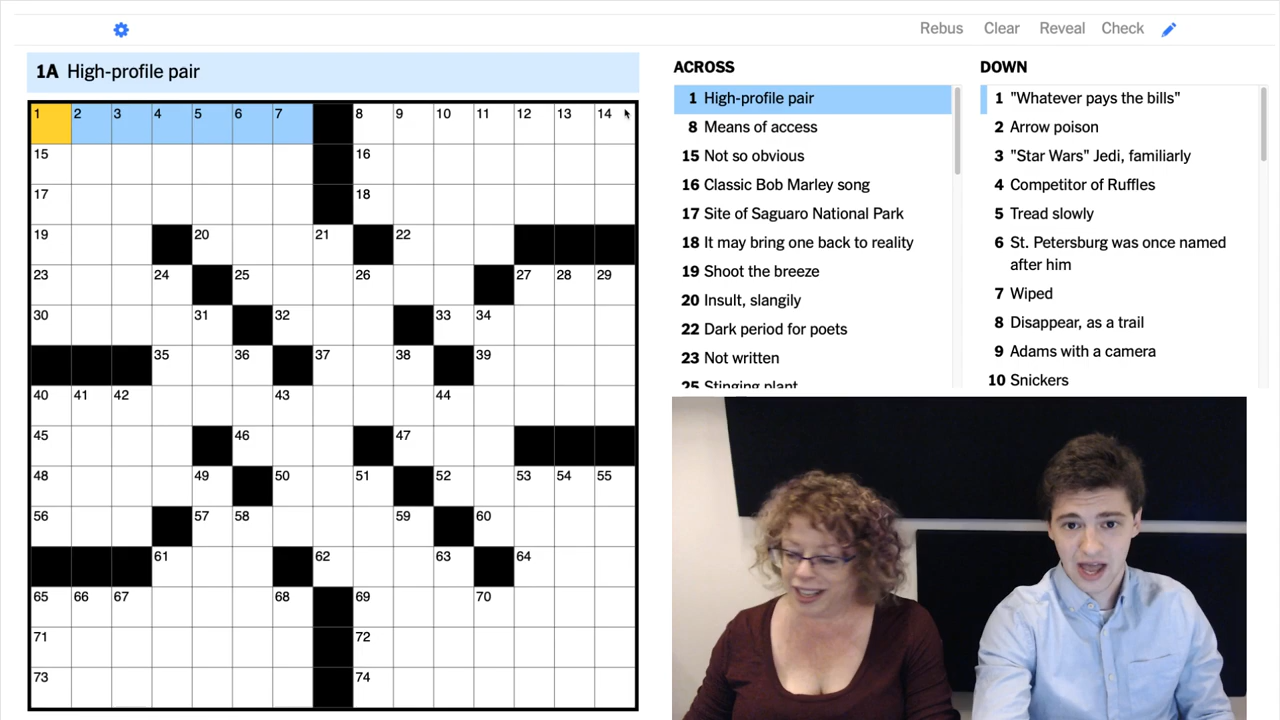 Rebus Clear Reveal Check
1A High-profile pair
ACROSS
1 High-profile pair
8 Means of access
15 Not so obvious
16 Classic Bob Marley song
17 Site of Saguaro National Park
18 It may bring one back to reality
19 Shoot the breeze
20 Insult, slangily
22 Dark period for poets
23 Not written
25 Stinging plant
DOWN
1 "Whatever pays the bills"
2 Arrow poison
3 "Star Wars" Jedi, familiarly
4 Competitor of Ruffles
5 Tread slowly
6 St. Petersburg was once named
after him
7 Wiped
8 Disappear, as a trail
9 Adams with a camera
10 Snickers
1 2 3 4 5 6 7 8 9 10 11 12 13 14
15 16
17 18
19 20 21 22
23 24 25 26 27 28 29
30 31 32 33 34
35 36 37 38 39
40 41 42 43 44
45 46 47
48 49 50 51 52 53 54 55
56 57 58 59 60
61 62 63 64
65 66 67 68 69 70
71 72
73 74